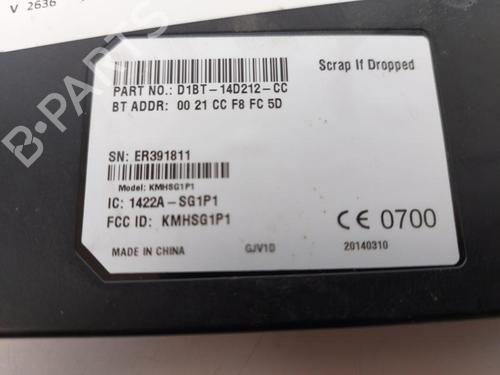 V 2636
B-PARTS
Scrap If Dropped
PART NO.: D1BT-14D212-CC
BT ADDR: 00 21 CC F8 FC 5D
SN: ER391811
Model: KMHSG1P1
IC: 1422A-SG1P1
FCC ID: KMHSG1P1
CE 0700
MADE IN CHINA GJV1D 20140310